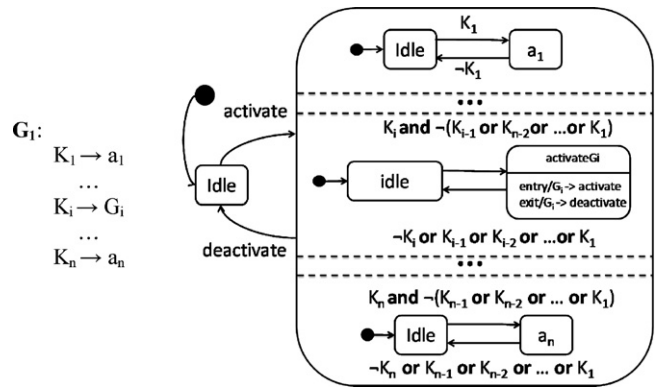 G₁:
K₁ → a₁
...
Kᵢ → Gᵢ
...
Kₙ → aₙ
activate
Idle
deactivate
K₁
Idle
a₁
¬K₁
...
Kᵢ and ¬(Kᵢ₋₁ or Kₙ₋₂ or ... or K₁)
idle
activateGi
entry/Gᵢ-> activate
exit/Gᵢ-> deactivate
¬Kᵢ or Kᵢ₋₁ or Kᵢ₋₂ or ... or K₁
...
Kₙ and ¬(Kₙ₋₁ or Kₙ₋₂ or ... or K₁)
Idle
aₙ
¬Kₙ or Kₙ₋₁ or Kₙ₋₂ or ... or K₁